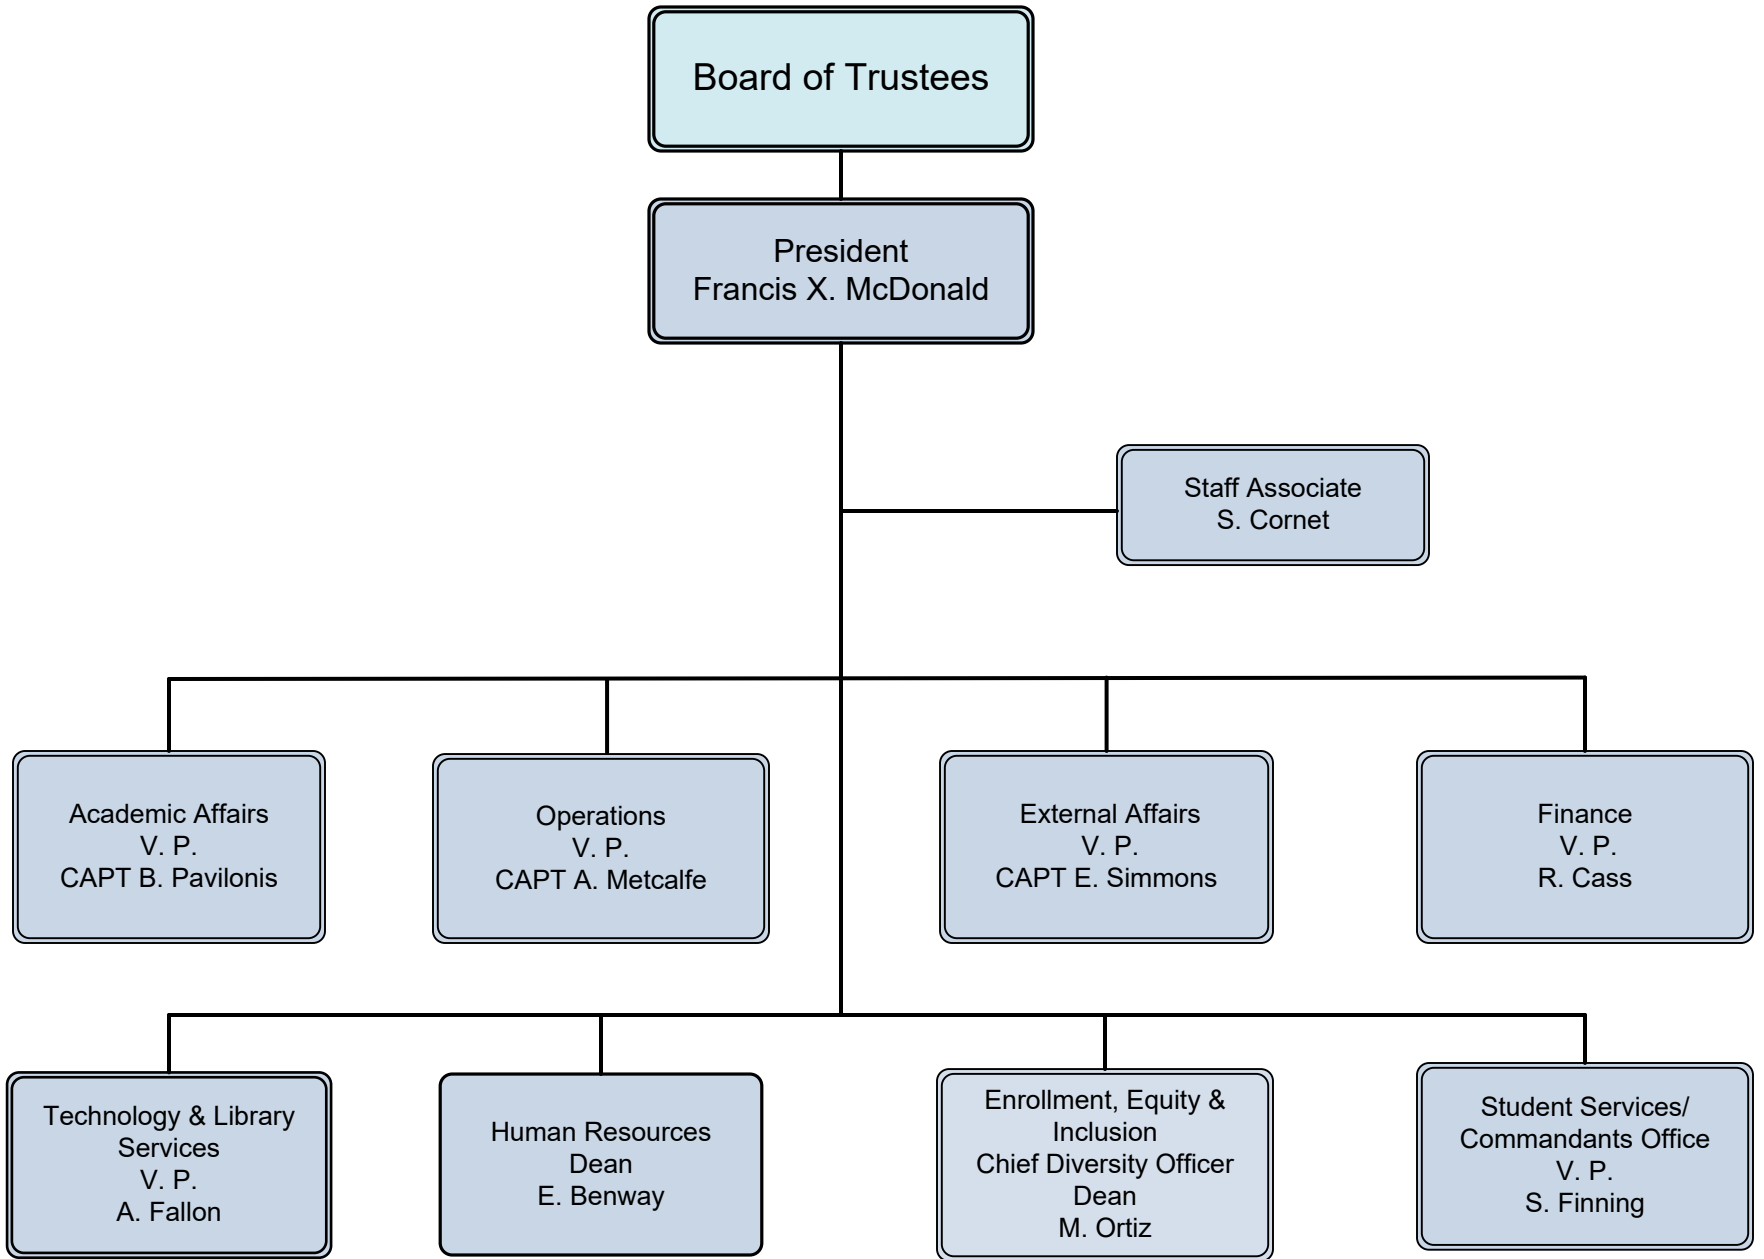 Board of Trustees
President
Francis X. McDonald
Staff Associate
S. Cornet
Academic Affairs
V. P.
CAPT B. Pavilonis
Operations
V. P.
CAPT A. Metcalfe
External Affairs
V. P.
CAPT E. Simmons
Finance
V. P.
R. Cass
Technology & Library
Services
V. P.
A. Fallon
Human Resources
Dean
E. Benway
Enrollment, Equity &
Inclusion
Chief Diversity Officer
Dean
M. Ortiz
Student Services/
Commandants Office
V. P.
S. Finning